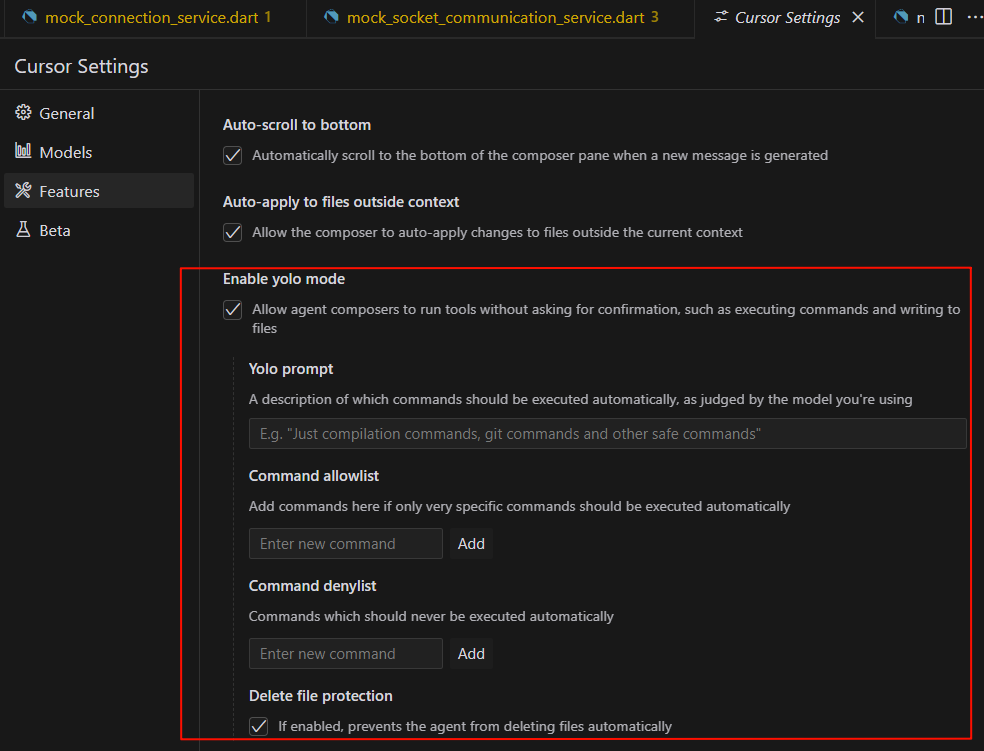 mock_connection_service.dart 1
mock_socket_communication_service.dart 3
Cursor Settings
n
Cursor Settings
General
Models
Features
Beta
Auto-scroll to bottom
Automatically scroll to the bottom of the composer pane when a new message is generated
Auto-apply to files outside context
Allow the composer to auto-apply changes to files outside the current context
Enable yolo mode
Allow agent composers to run tools without asking for confirmation, such as executing commands and writing to
files
Yolo prompt
A description of which commands should be executed automatically, as judged by the model you're using
E.g. "Just compilation commands, git commands and other safe commands"
Command allowlist
Add commands here if only very specific commands should be executed automatically
Enter new command Add
Command denylist
Commands which should never be executed automatically
Enter new command Add
Delete file protection
If enabled, prevents the agent from deleting files automatically